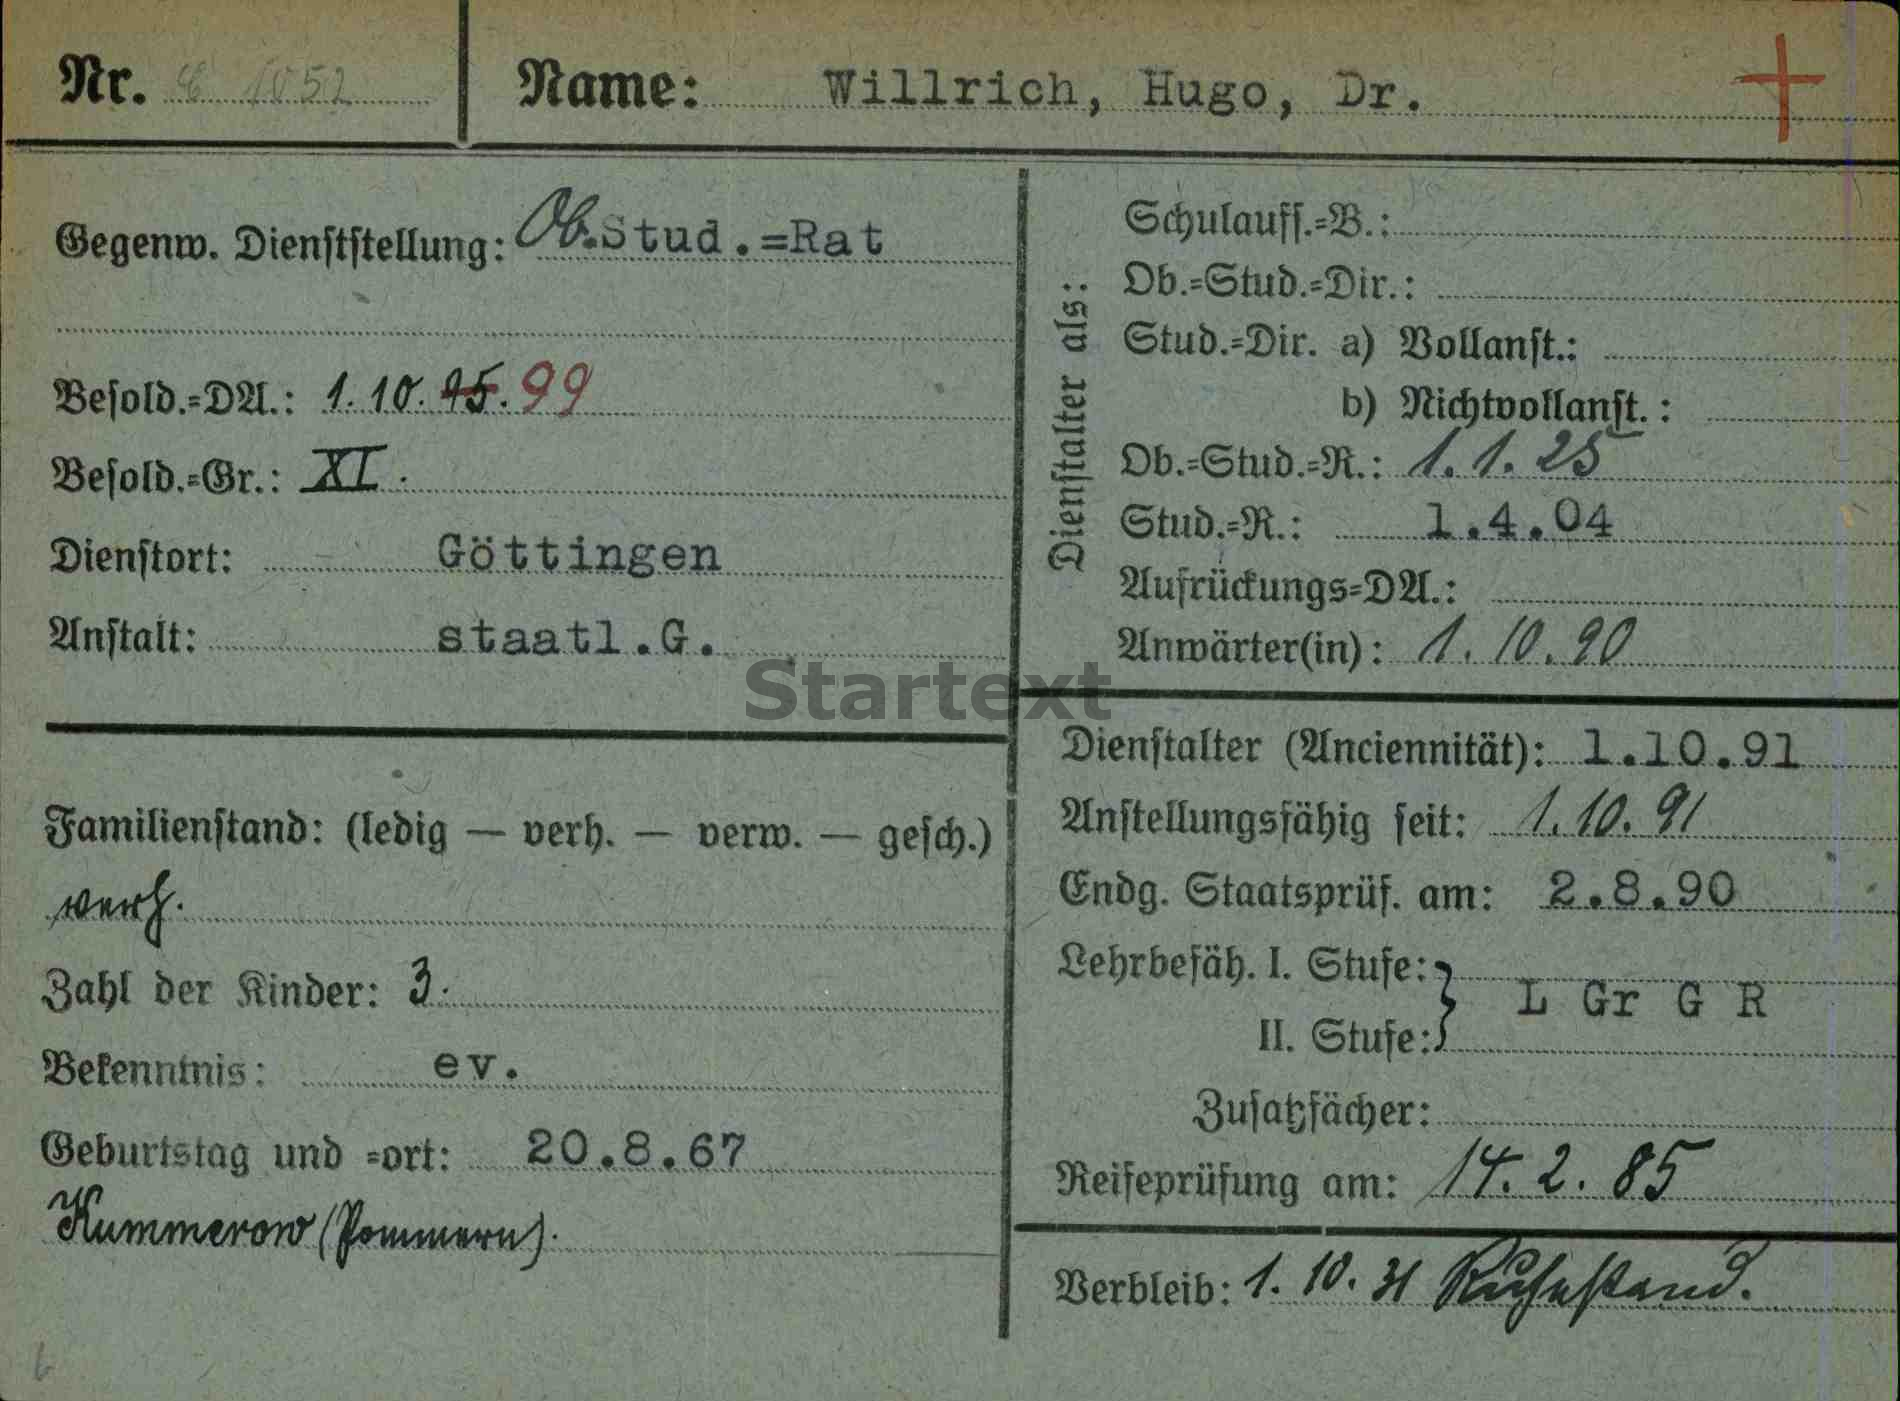 Nr. 1052
Name: Willrich, Hugo, Dr.
Gegenw. Dienststellung: Ob.Stud.=Rat
Besold.=DA.: 1.10.95.99
Besold.=Gr.: XI.
Dienstort: Göttingen
Anstalt: staatl.G.
Familienstand: (ledig — verh. — verw. — gesch.)
verh.
Zahl der Kinder: 3.
Bekenntnis: ev.
Geburtstag und =ort: 20.8.67
Kummerow (Pommern).
Dienstalter als:
Schulauff.=B.:
Ob.=Stud.=Dir.:
Stud.=Dir. a) Vollanst.:
b) Nichtvollanst.:
Ob.=Stud.=R.: 1.1.25
Stud.=R.: 1.4.04
Aufrückungs=DA.:
Anwärter(in): 1.10.90
Dienstalter (Anciennität): 1.10.91
Anstellungsfähig seit: 1.10.91
Endg. Staatsprüf. am: 2.8.90
Lehrbefäh. I. Stufe:
L Gr G R
II. Stufe:
Zusatzfächer:
Reifeprüfung am: 14.2.85
Verbleib: 1.10.31 Ruhestand.
Startext